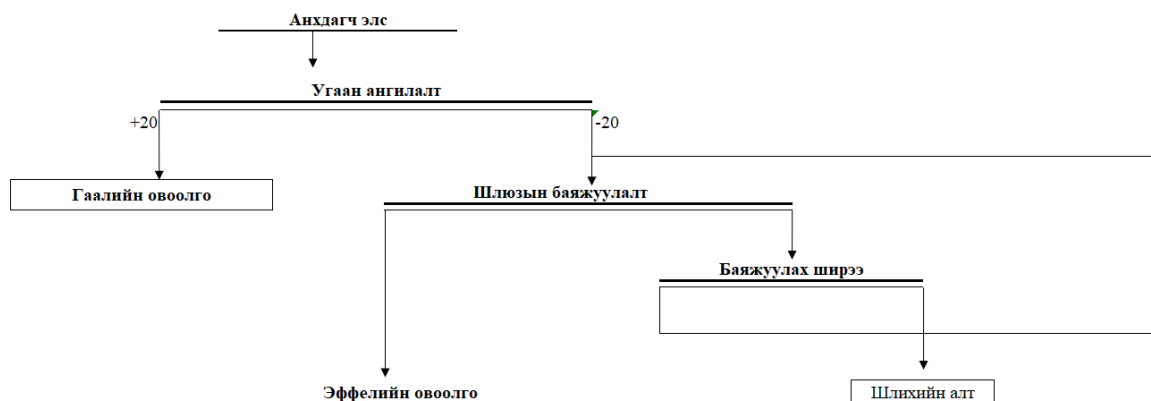 Анхдагч элс
Угаан ангилалт
+20
-20
Гаалийн овоолго
Шлюзын баяжуулалт
Баяжуулах ширээ
Эффелийн овоолго
Шлихийн алт